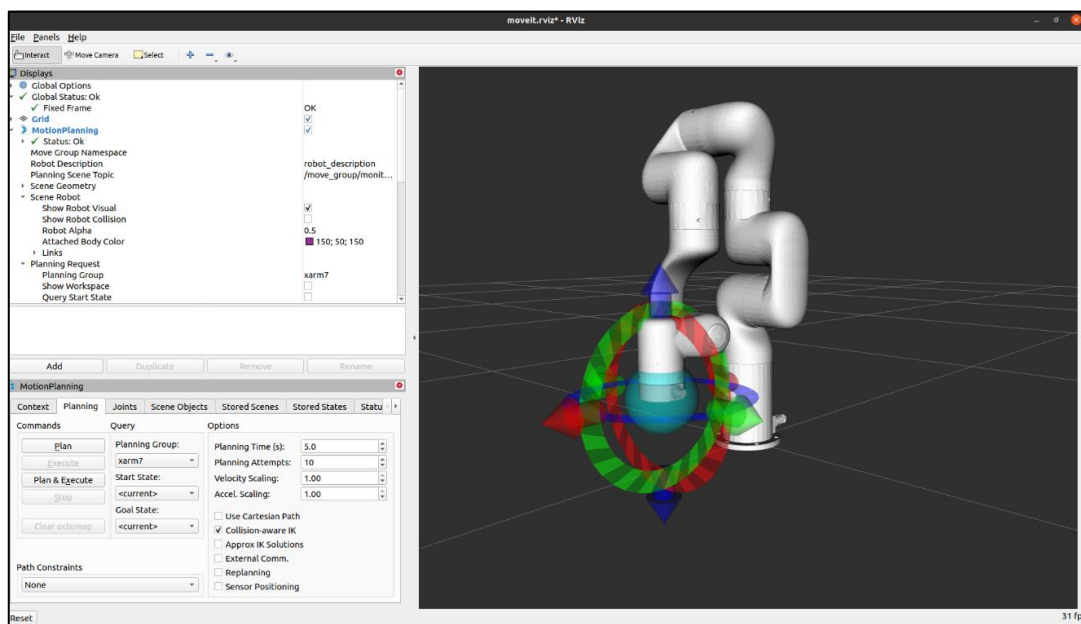 moveit.rviz* - RViz
File Panels Help
Interact Move Camera Select
Displays
Global Options
Global Status: Ok
Fixed Frame OK
Grid
MotionPlanning
Status: Ok
Move Group Namespace
Robot Description robot_description
Planning Scene Topic /move_group/monit...
Scene Geometry
Scene Robot
Show Robot Visual
Show Robot Collision
Robot Alpha 0.5
Attached Body Color 150; 50; 150
Links
Planning Request
Planning Group xarm7
Show Workspace
Query Start State
Add Duplicate Remove Rename
MotionPlanning
Context Planning Joints Scene Objects Stored Scenes Stored States Statu
Commands Query Options
Plan Planning Group: Planning Time (s): 5.0
Execute xarm7 Planning Attempts: 10
Plan & Execute Start State: Velocity Scaling: 1.00
Stop <current> Accel. Scaling: 1.00
Goal State: Use Cartesian Path
Clear octomap <current> Collision-aware IK
Approx IK Solutions
External Comm.
Path Constraints Replanning
None Sensor Positioning
Reset 31 fp